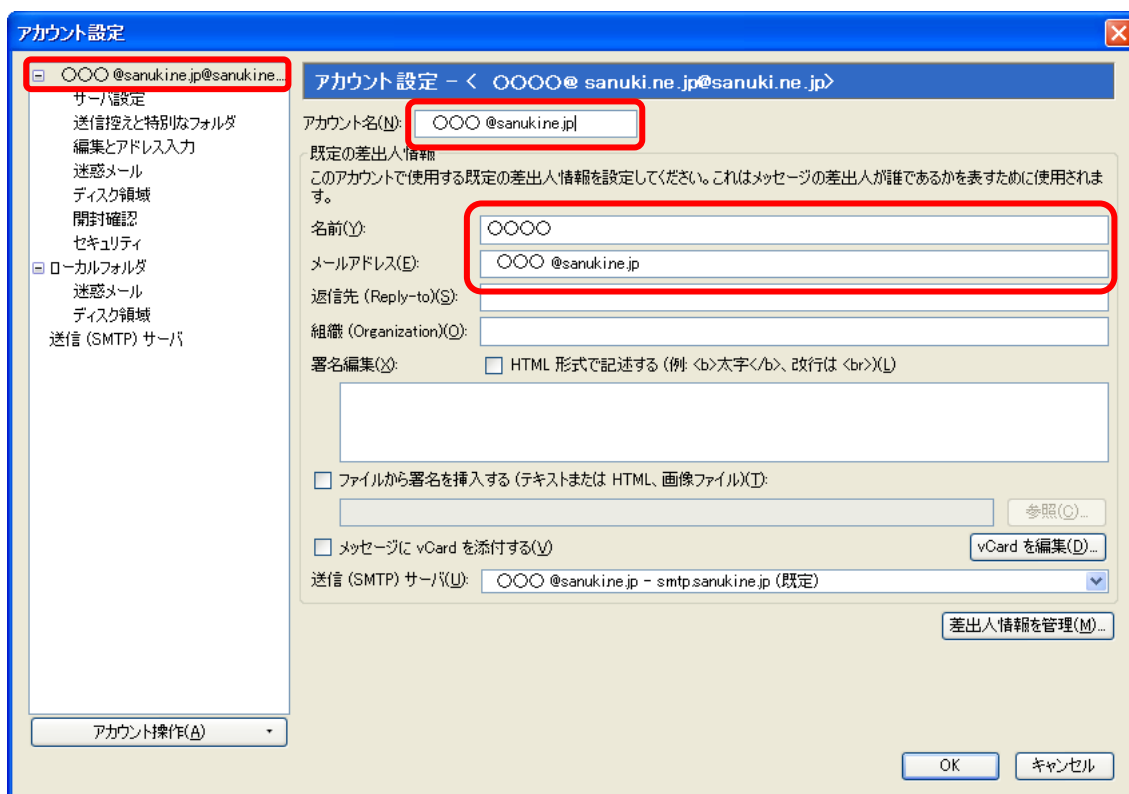 アカウント設定
○○○ @sanukine.jp@sanukine...
サーバ設定
送信控えと特別なフォルダ
編集とアドレス入力
迷惑メール
ディスク領域
開封確認
セキュリティ
ローカルフォルダ
迷惑メール
ディスク領域
送信 (SMTP) サーバ
アカウント操作(A)
アカウント設定 − < ○○○○@ sanuki.ne.jp@sanuki.ne.jp>
アカウント名(N): ○○○ @sanukine.jp
既定の差出人情報
このアカウントで使用する既定の差出人情報を設定してください。これはメッセージの差出人が誰であるかを表すために使用されま
す。
名前(Y): ○○○○
メールアドレス(E): ○○○ @sanukine.jp
返信先 (Reply-to)(S):
組織 (Organization)(O):
署名編集(X): HTML 形式で記述する (例: <b>太字</b>、改行は <br>)(L)
ファイルから署名を挿入する (テキストまたは HTML、画像ファイル)(T):
参照(C)...
メッセージに vCard を添付する(V) vCard を編集(D)...
送信 (SMTP) サーバ(U): ○○○ @sanukine.jp - smtp.sanukine.jp (既定)
差出人情報を管理(M)...
OK キャンセル